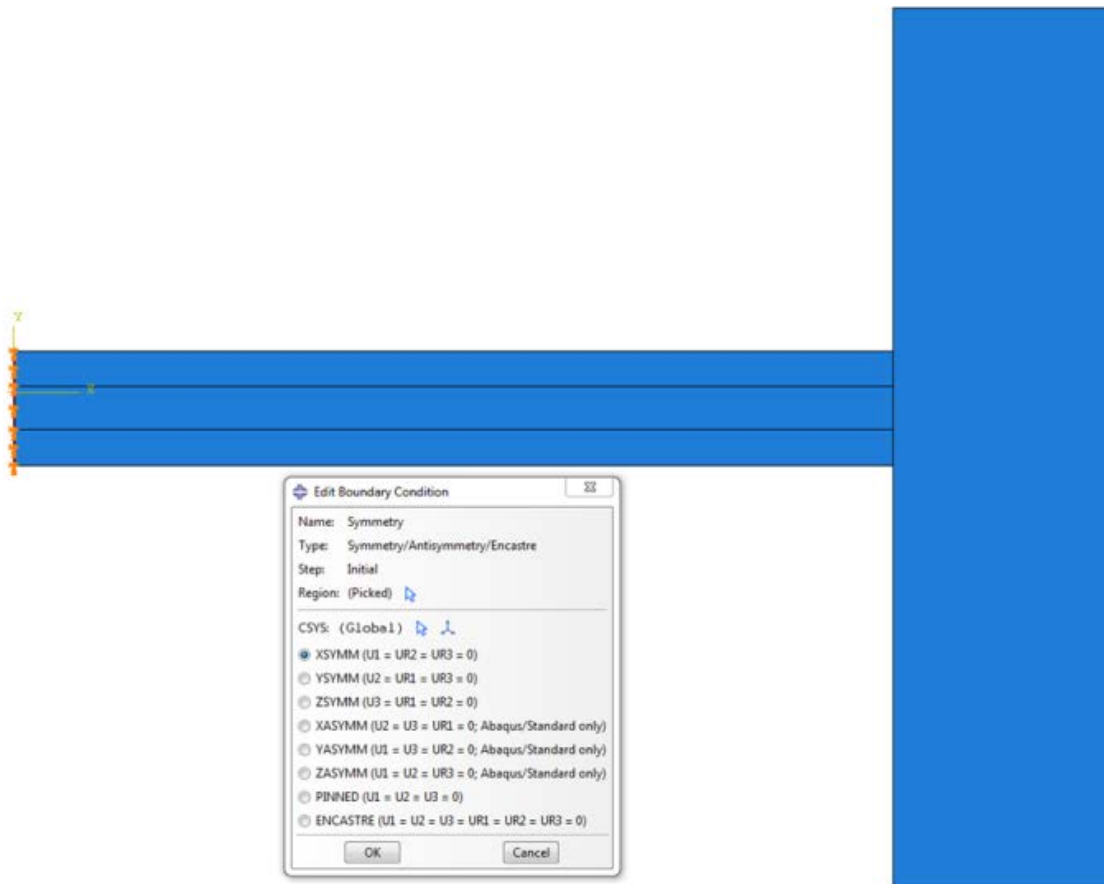 Y
X
Edit Boundary Condition
Name: Symmetry
Type: Symmetry/Antisymmetry/Encastre
Step: Initial
Region: (Picked)
CSYS: (Global)
XSYMM (U1 = UR2 = UR3 = 0)
YSYMM (U2 = UR1 = UR3 = 0)
ZSYMM (U3 = UR1 = UR2 = 0)
XASYMM (U2 = U3 = UR1 = 0; Abaqus/Standard only)
YASYMM (U1 = U3 = UR2 = 0; Abaqus/Standard only)
ZASYMM (U1 = U2 = UR3 = 0; Abaqus/Standard only)
PINNED (U1 = U2 = U3 = 0)
ENCASTRE (U1 = U2 = U3 = UR1 = UR2 = UR3 = 0)
OK Cancel